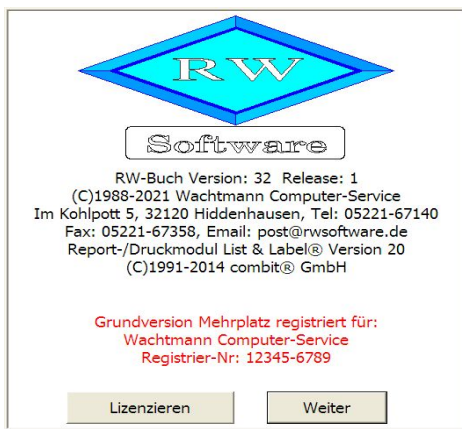 RW
Software
RW-Buch Version: 32 Release: 1
(C)1988-2021 Wachtmann Computer-Service
Im Kohlpott 5, 32120 Hiddenhausen, Tel: 05221-67140
Fax: 05221-67358, Email: post@rwsoftware.de
Report-/Druckmodul List & Label® Version 20
(C)1991-2014 combit® GmbH
Grundversion Mehrplatz registriert für:
Wachtmann Computer-Service
Registrier-Nr: 12345-6789
Lizenzieren
Weiter